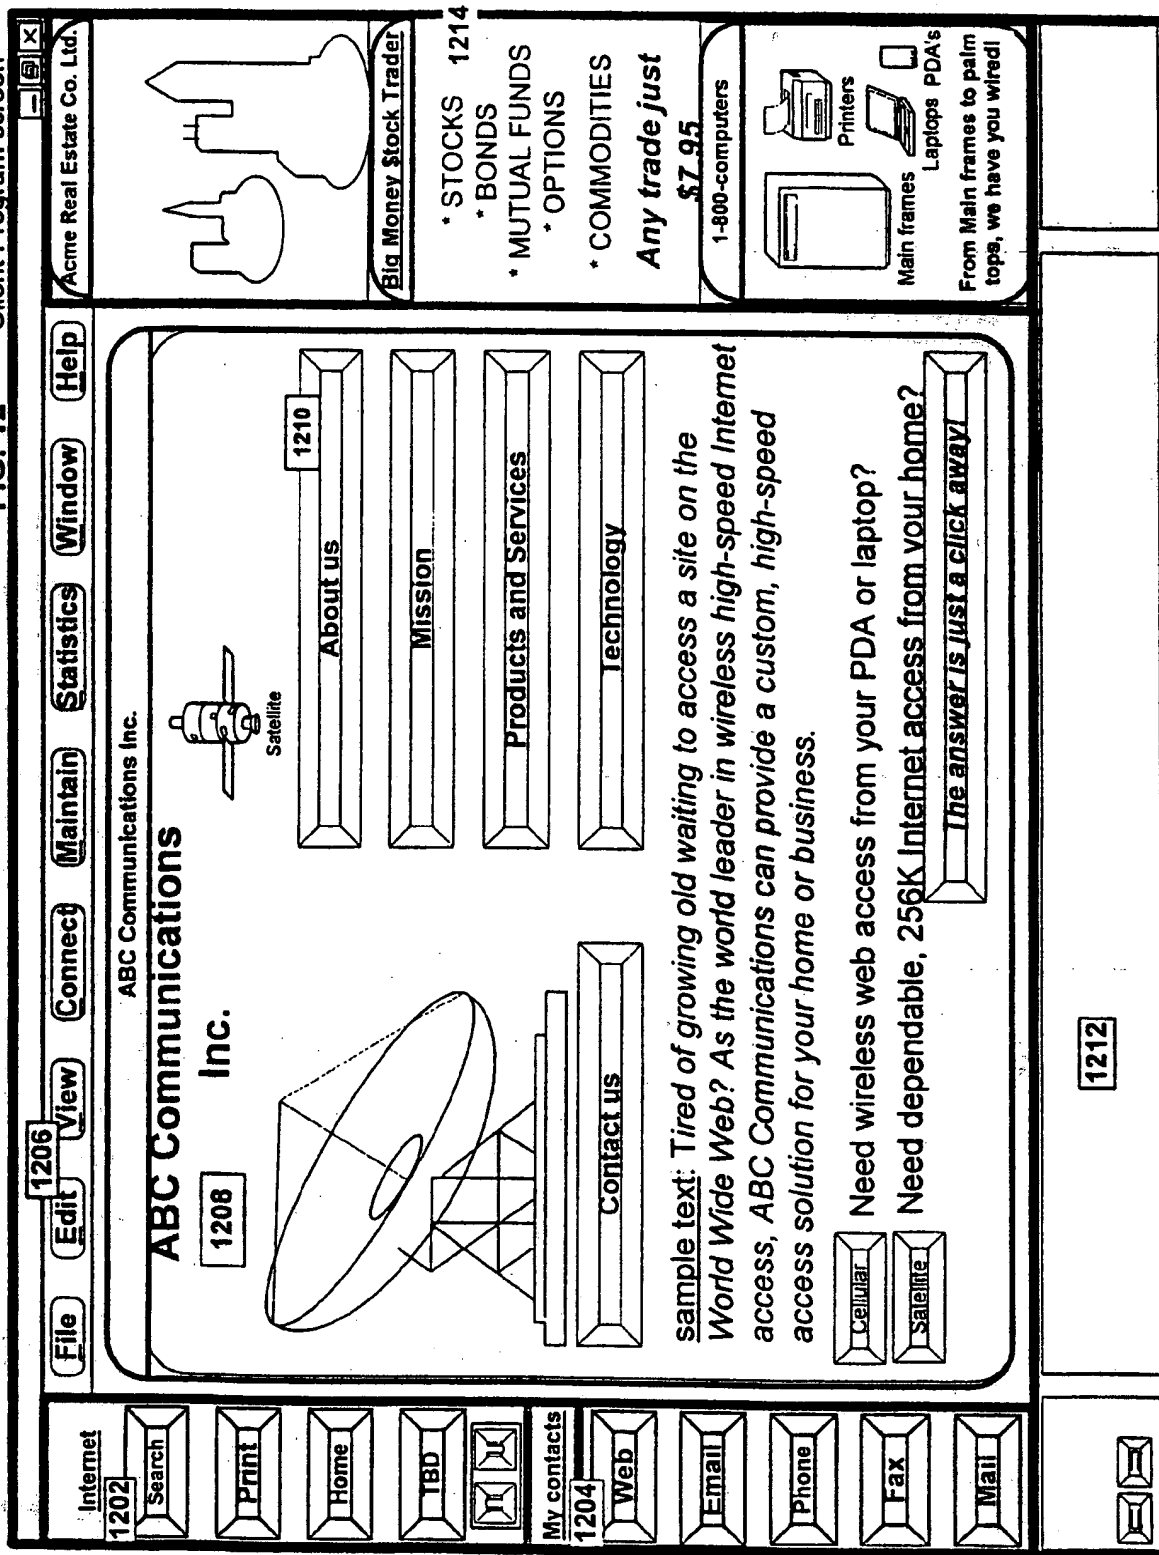 FIG. 12 Client Program Screen
1206
File Edit View Connect Maintain Statistics Window Help
Internet
1202
Search
Print
Home
TBD
My contacts
1204
Web
Email
Phone
Fax
Mail
ABC Communications Inc.
ABC Communications
Inc.
1208
Satellite
1210
About us
Mission
Products and Services
Technology
Contact us
sample text: Tired of growing old waiting to access a site on the
World Wide Web? As the world leader in wireless high-speed Internet
access, ABC Communications can provide a custom, high-speed
access solution for your home or business.
Cellular Need wireless web access from your PDA or laptop?
Satellite Need dependable, 256K Internet access from your home?
The answer is just a click away!
Acme Real Estate Co. Ltd.
Big Money Stock Trader
* STOCKS 1214
* BONDS
* MUTUAL FUNDS
* OPTIONS
* COMMODITIES
Any trade just
$7.95
1-800-computers
Printers
Main frames
Laptops PDA's
From Main frames to palm
tops, we have you wired!
1212